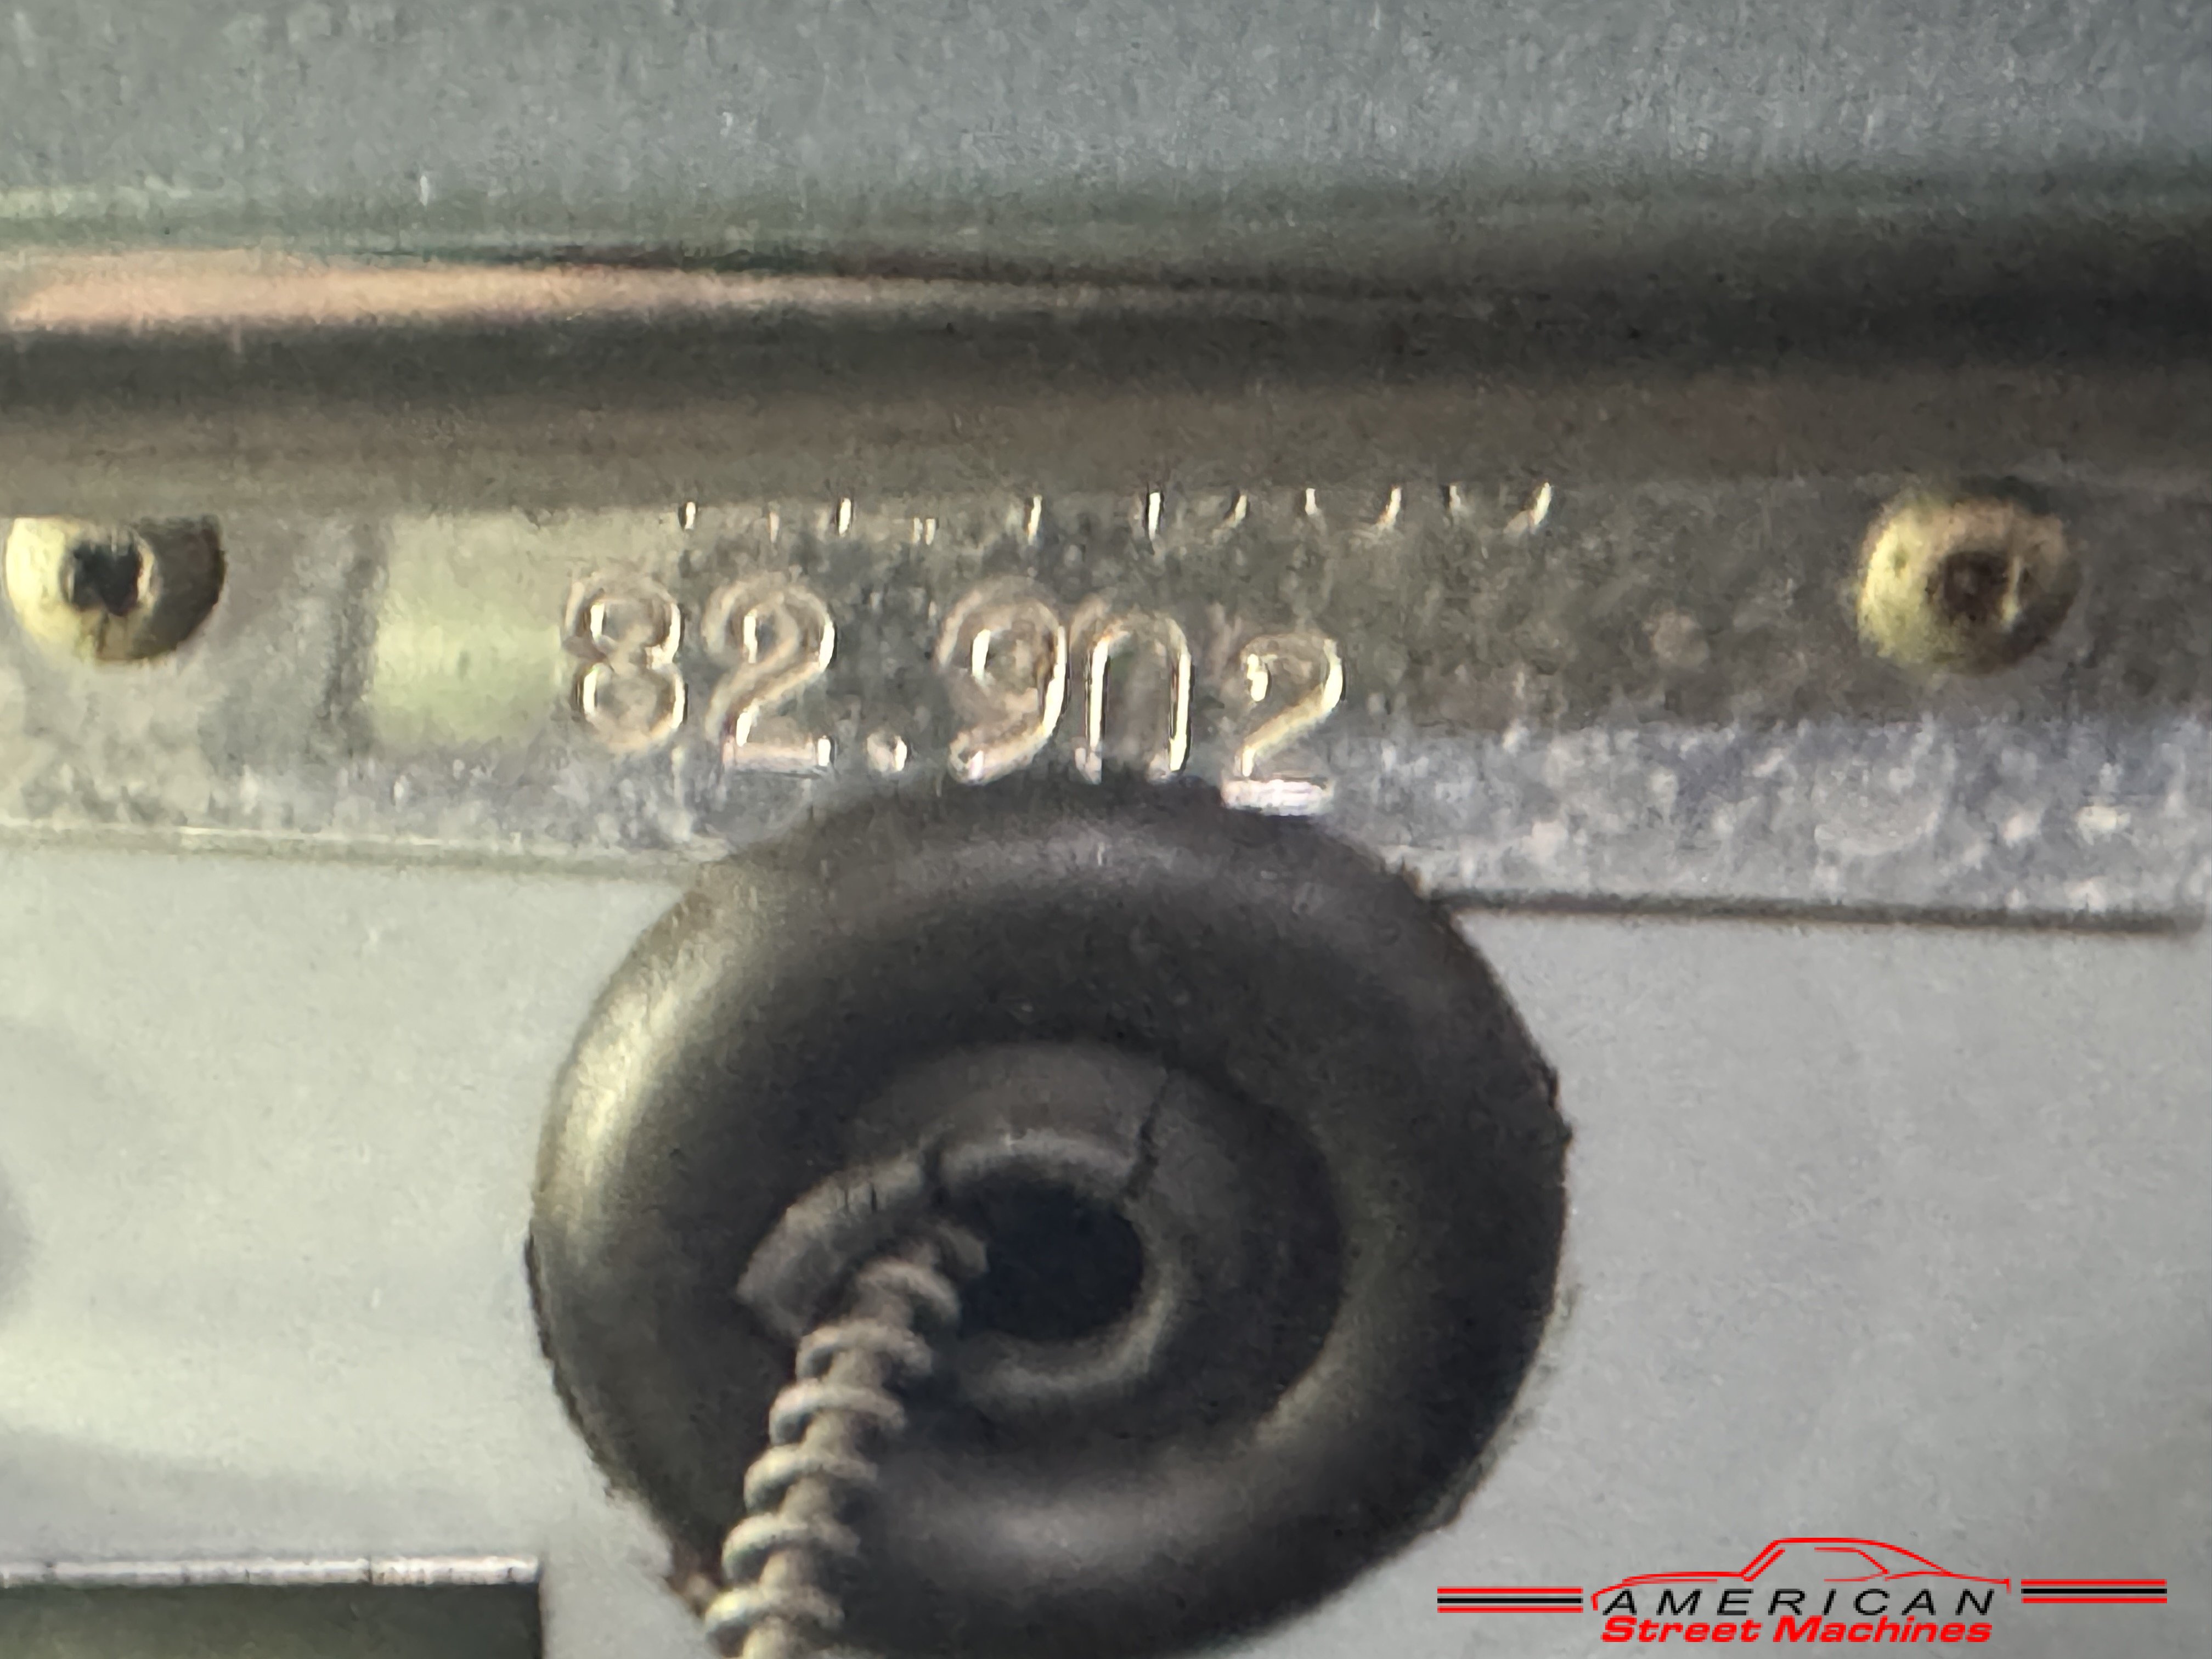 82.902
AMERICAN
Street Machines